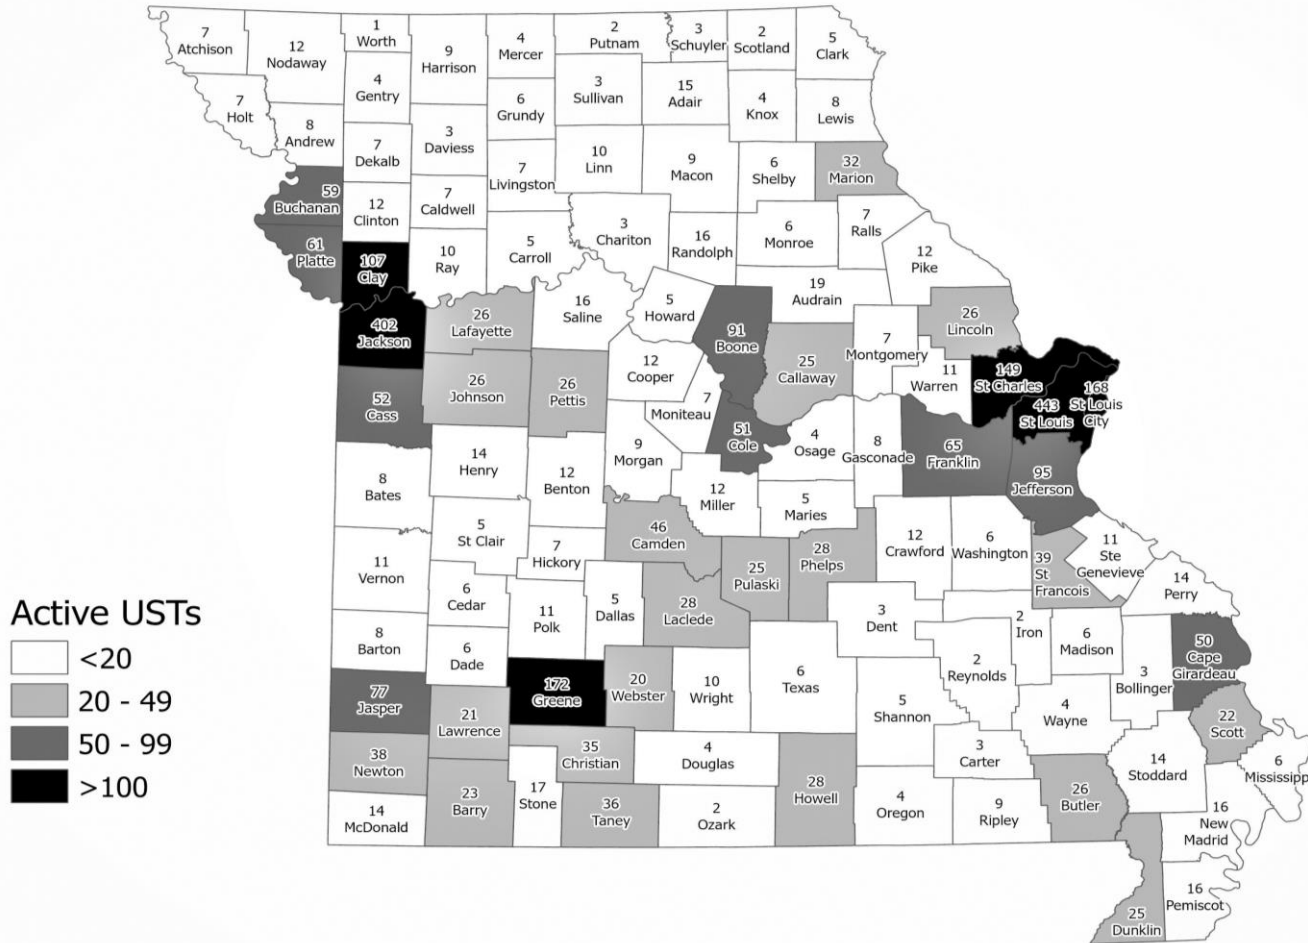 7
Atchison
12
Nodaway
1
Worth
9
Harrison
4
Mercer
2
Putnam
3
Schuyler
2
Scotland
5
Clark
7
Holt
4
Gentry
6
Grundy
3
Sullivan
15
Adair
4
Knox
8
Lewis
8
Andrew
7
Dekalb
3
Daviess
7
Livingston
10
Linn
9
Macon
6
Shelby
32
Marion
59
Buchanan
12
Clinton
7
Caldwell
3
Chariton
16
Randolph
6
Monroe
7
Ralls
61
Platte
107
Clay
10
Ray
5
Carroll
12
Pike
402
Jackson
26
Lafayette
16
Saline
5
Howard
91
Boone
19
Audrain
26
Lincoln
52
Cass
26
Johnson
26
Pettis
12
Cooper
7
Moniteau
25
Callaway
7
Montgomery
11
Warren
149
St Charles
443
St Louis
168
St Louis
City
51
Cole
4
Osage
8
Gasconade
65
Franklin
95
Jefferson
8
Bates
14
Henry
12
Benton
9
Morgan
12
Miller
5
Maries
5
St Clair
7
Hickory
46
Camden
25
Pulaski
28
Phelps
12
Crawford
6
Washington
39
St
Francois
11
Ste
Genevieve
14
Perry
11
Vernon
6
Cedar
11
Polk
5
Dallas
28
Laclede
3
Dent
2
Iron
6
Madison
3
Bollinger
50
Cape
Girardeau
8
Barton
6
Dade
172
Greene
20
Webster
10
Wright
6
Texas
5
Shannon
2
Reynolds
4
Wayne
22
Scott
77
Jasper
21
Lawrence
35
Christian
4
Douglas
3
Carter
14
Stoddard
6
Mississipp
38
Newton
23
Barry
17
Stone
36
Taney
2
Ozark
28
Howell
4
Oregon
9
Ripley
26
Butler
16
New
Madrid
14
McDonald
25
Dunklin
16
Pemiscot
Active USTs
<20
20 - 49
50 - 99
>100